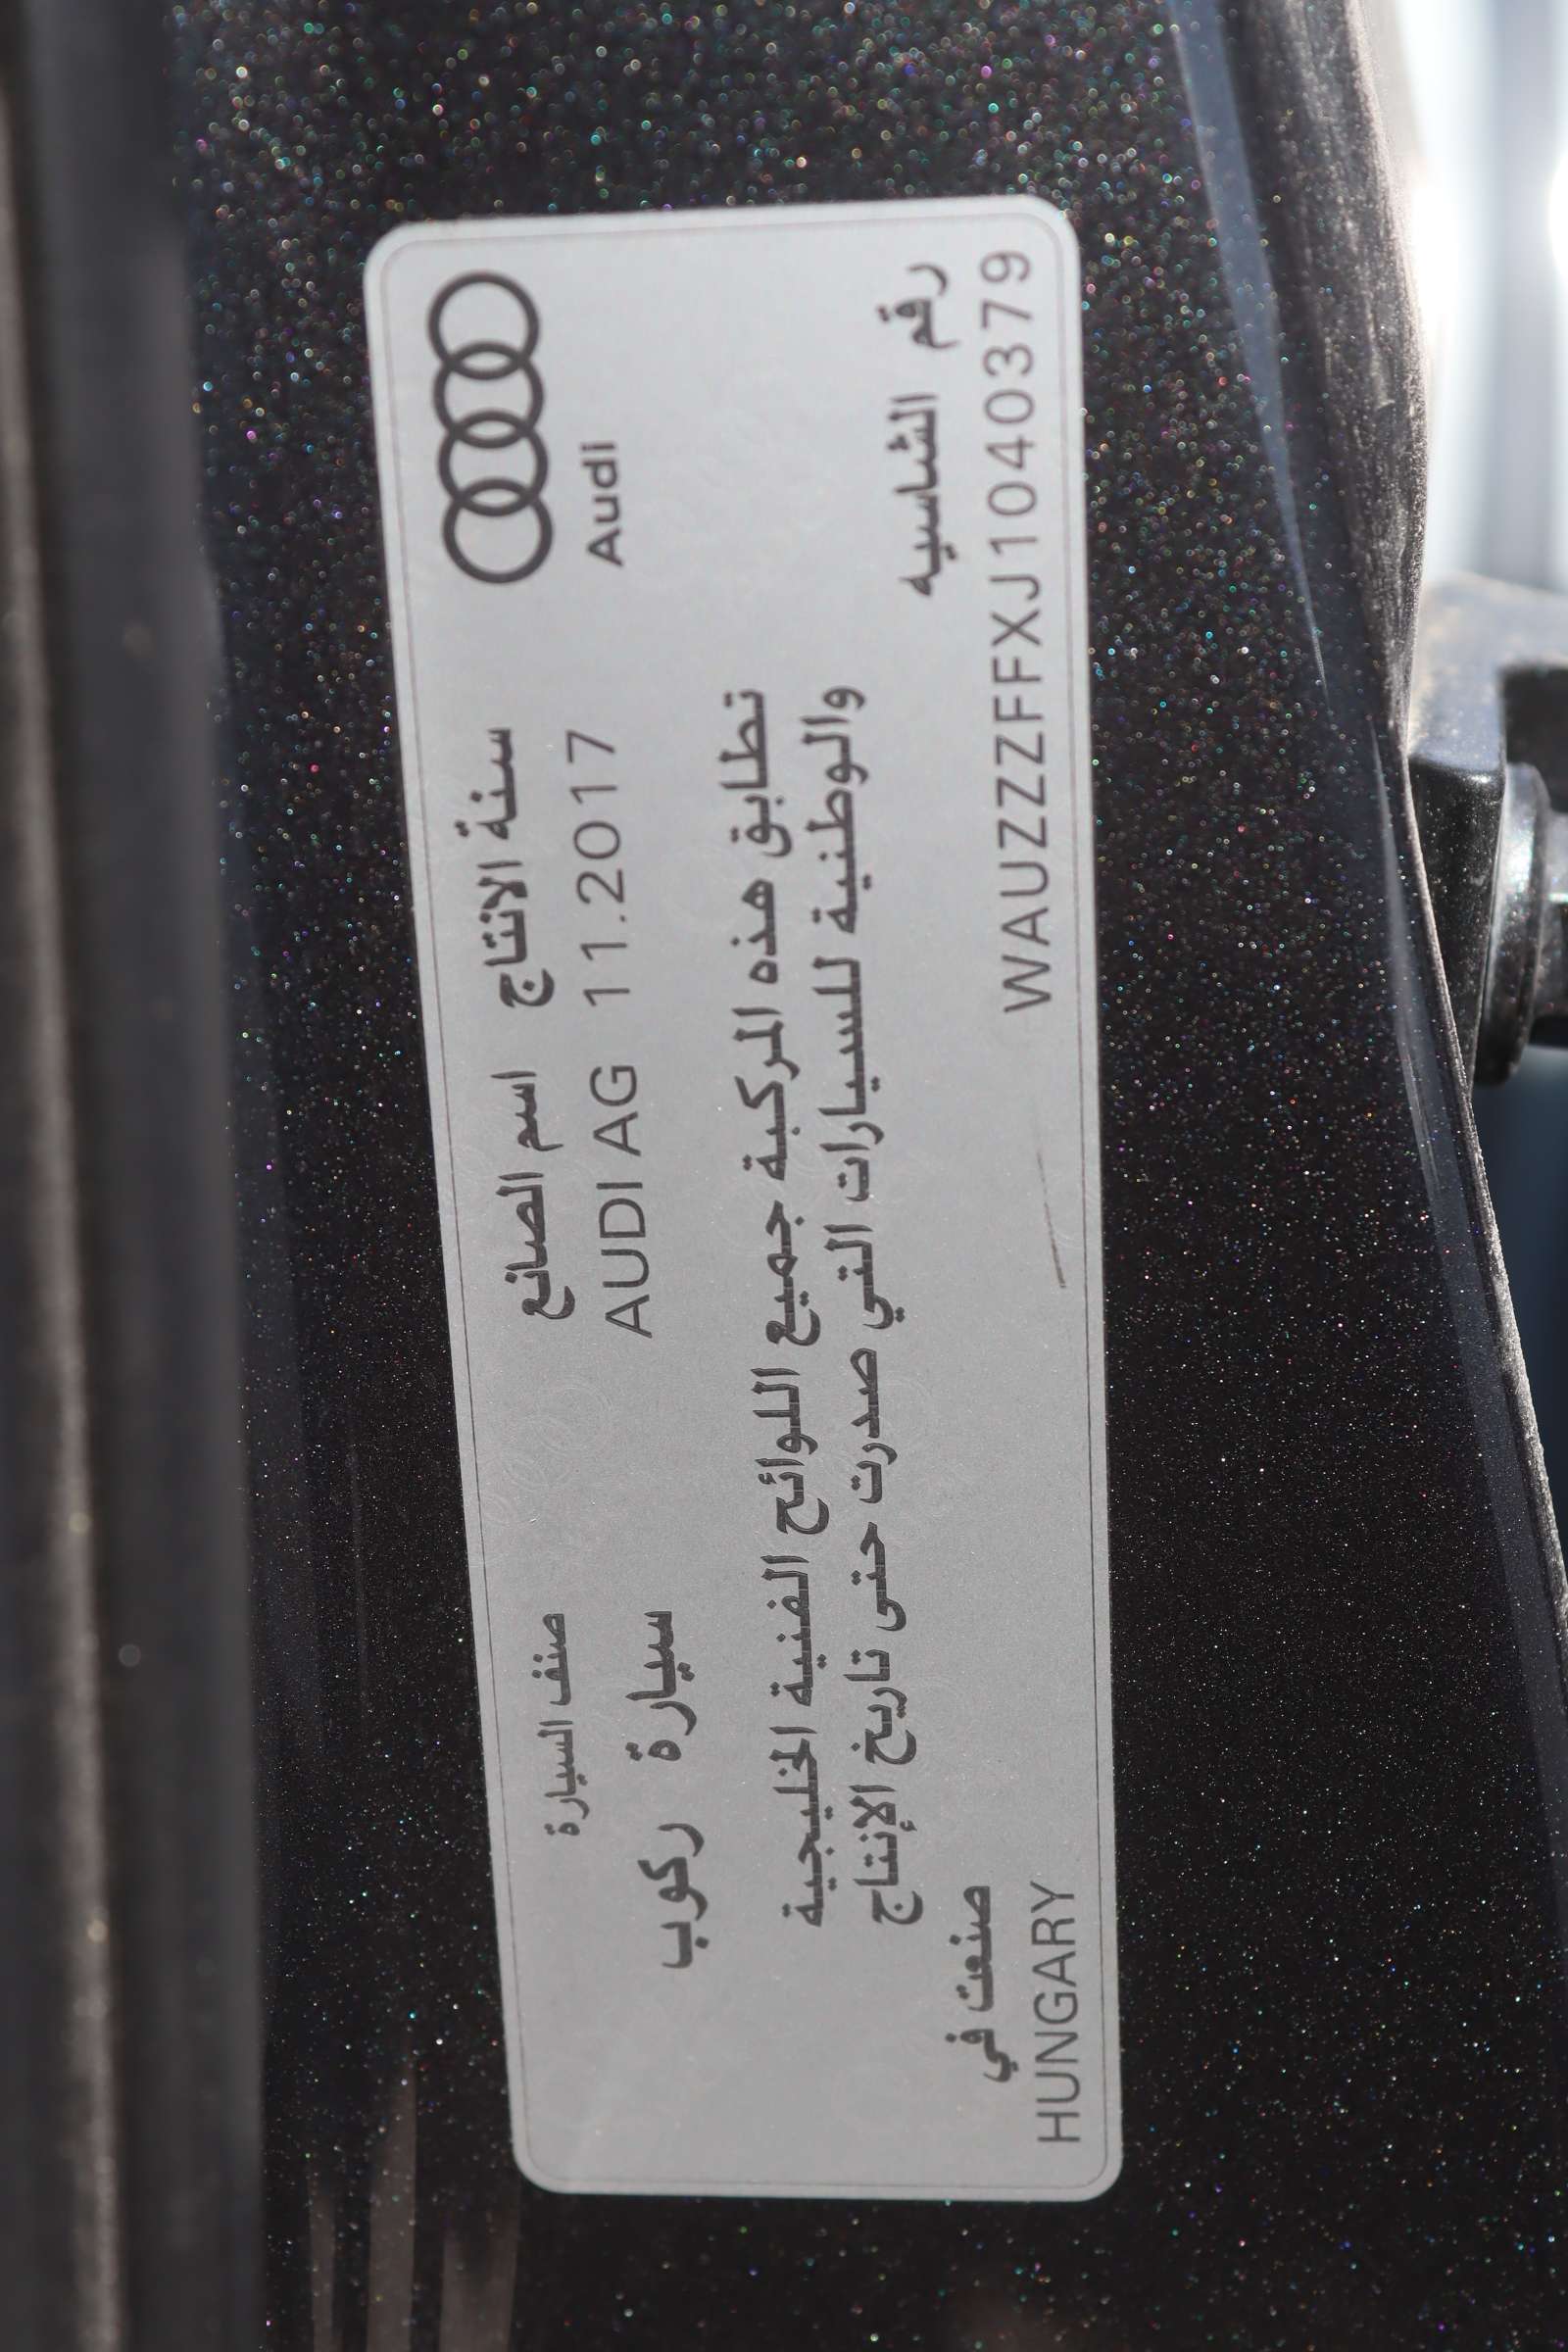 Audi
سنة الانتاج
اسم الصانع
صنف السيارة
11.2017
AUDI AG
سيارة ركوب
تطابق هذه المركبة جميع اللوائح الفنية الخليجية
والوطنية للسيارات التي صدرت حتى تاريخ الإنتاج
رقم الشاسيه
صنعت في
WAUZZZFFXJ1040379
HUNGARY